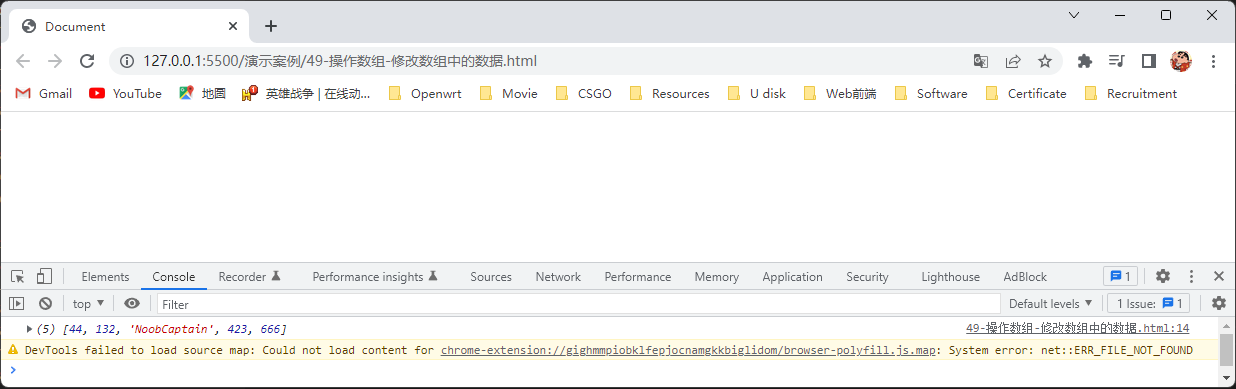 Document
127.0.0.1:5500/演示案例/49-操作数组-修改数组中的数据.html
Gmail YouTube 地圖 英雄战争 | 在线动... Openwrt Movie CSGO Resources U disk Web前端 Software Certificate Recruitment
Elements Console Recorder Performance insights Sources Network Performance Memory Application Security Lighthouse AdBlock 1
top ▼ Filter Default levels ▼ 1 Issue: 1
(5) [44, 132, 'NoobCaptain', 423, 666] 49-操作数组-修改数组中的数据.html:14
DevTools failed to load source map: Could not load content for chrome-extension://gighmmpiobklfepjocnamgkkbiglidom/browser-polyfill.js.map: System error: net::ERR_FILE_NOT_FOUND